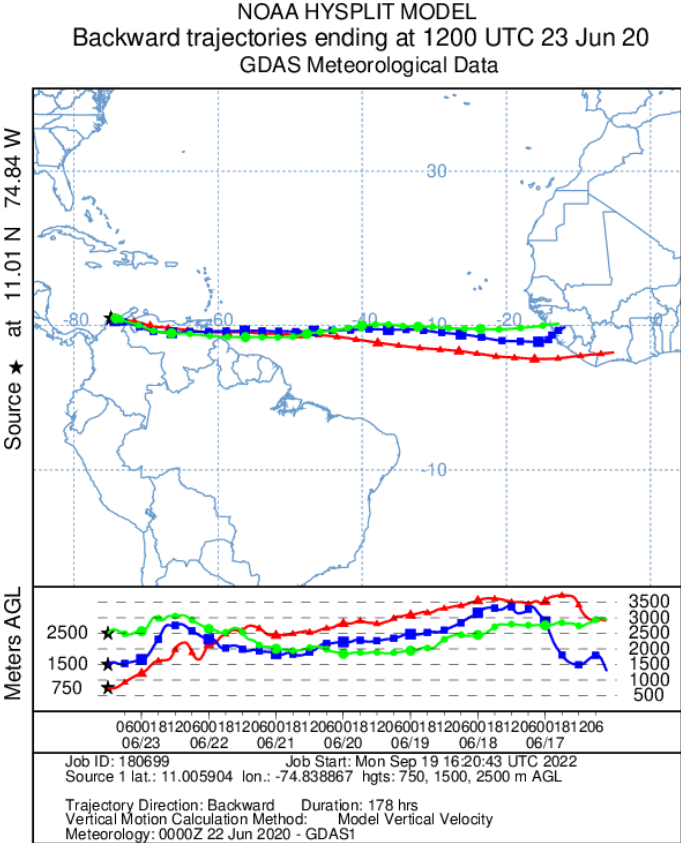 NOAA HYSPLIT MODEL
Backward trajectories ending at 1200 UTC 23 Jun 20
GDAS Meteorological Data
Source ★ at 11.01 N 74.84 W
30
-80 -60 -40 -20
10
-10
Meters AGL
2500
1500
750
3500
3000
2500
2000
1500
1000
500
0600181206001812060018120600181206001812060018120600181206
06/23 06/22 06/21 06/20 06/19 06/18 06/17
Job ID: 180699 Job Start: Mon Sep 19 16:20:43 UTC 2022
Source 1 lat.: 11.005904 lon.: -74.838867 hgts: 750, 1500, 2500 m AGL
Trajectory Direction: Backward Duration: 178 hrs
Vertical Motion Calculation Method: Model Vertical Velocity
Meteorology: 0000Z 22 Jun 2020 - GDAS1